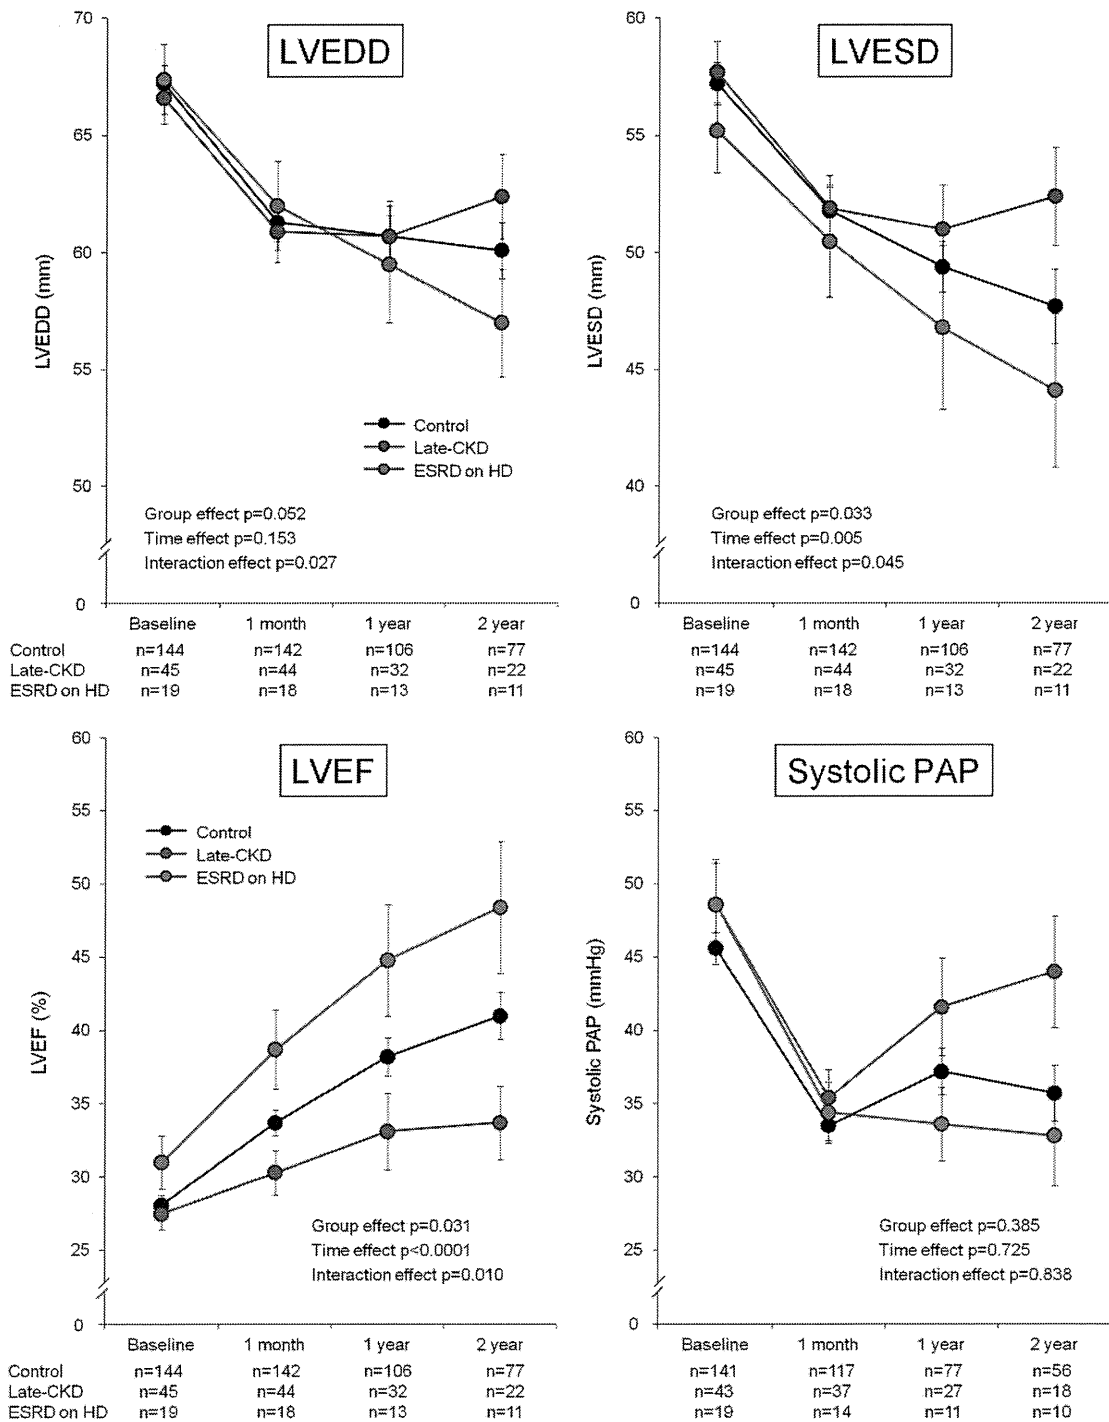 LVEDD
70
65
60
55
50
0
LVEDD (mm)
Control
Late-CKD
ESRD on HD
Group effect p=0.052
Time effect p=0.153
Interaction effect p=0.027
Baseline 1 month 1 year 2 year
Control n=144 n=142 n=106 n=77
Late-CKD n=45 n=44 n=32 n=22
ESRD on HD n=19 n=18 n=13 n=11
LVESD
60
55
50
45
40
0
LVESD (mm)
Group effect p=0.033
Time effect p=0.005
Interaction effect p=0.045
Baseline 1 month 1 year 2 year
n=144 n=142 n=106 n=77
n=45 n=44 n=32 n=22
n=19 n=18 n=13 n=11
LVEF
60
55
50
45
40
35
30
25
0
LVEF (%)
Control
Late-CKD
ESRD on HD
Group effect p=0.031
Time effect p<0.0001
Interaction effect p=0.010
Baseline 1 month 1 year 2 year
Control n=144 n=142 n=106 n=77
Late-CKD n=45 n=44 n=32 n=22
ESRD on HD n=19 n=18 n=13 n=11
Systolic PAP
60
55
50
45
40
35
30
25
0
Systolic PAP (mmHg)
Group effect p=0.385
Time effect p=0.725
Interaction effect p=0.838
Baseline 1 month 1 year 2 year
n=141 n=117 n=77 n=56
n=43 n=37 n=27 n=18
n=19 n=14 n=11 n=10